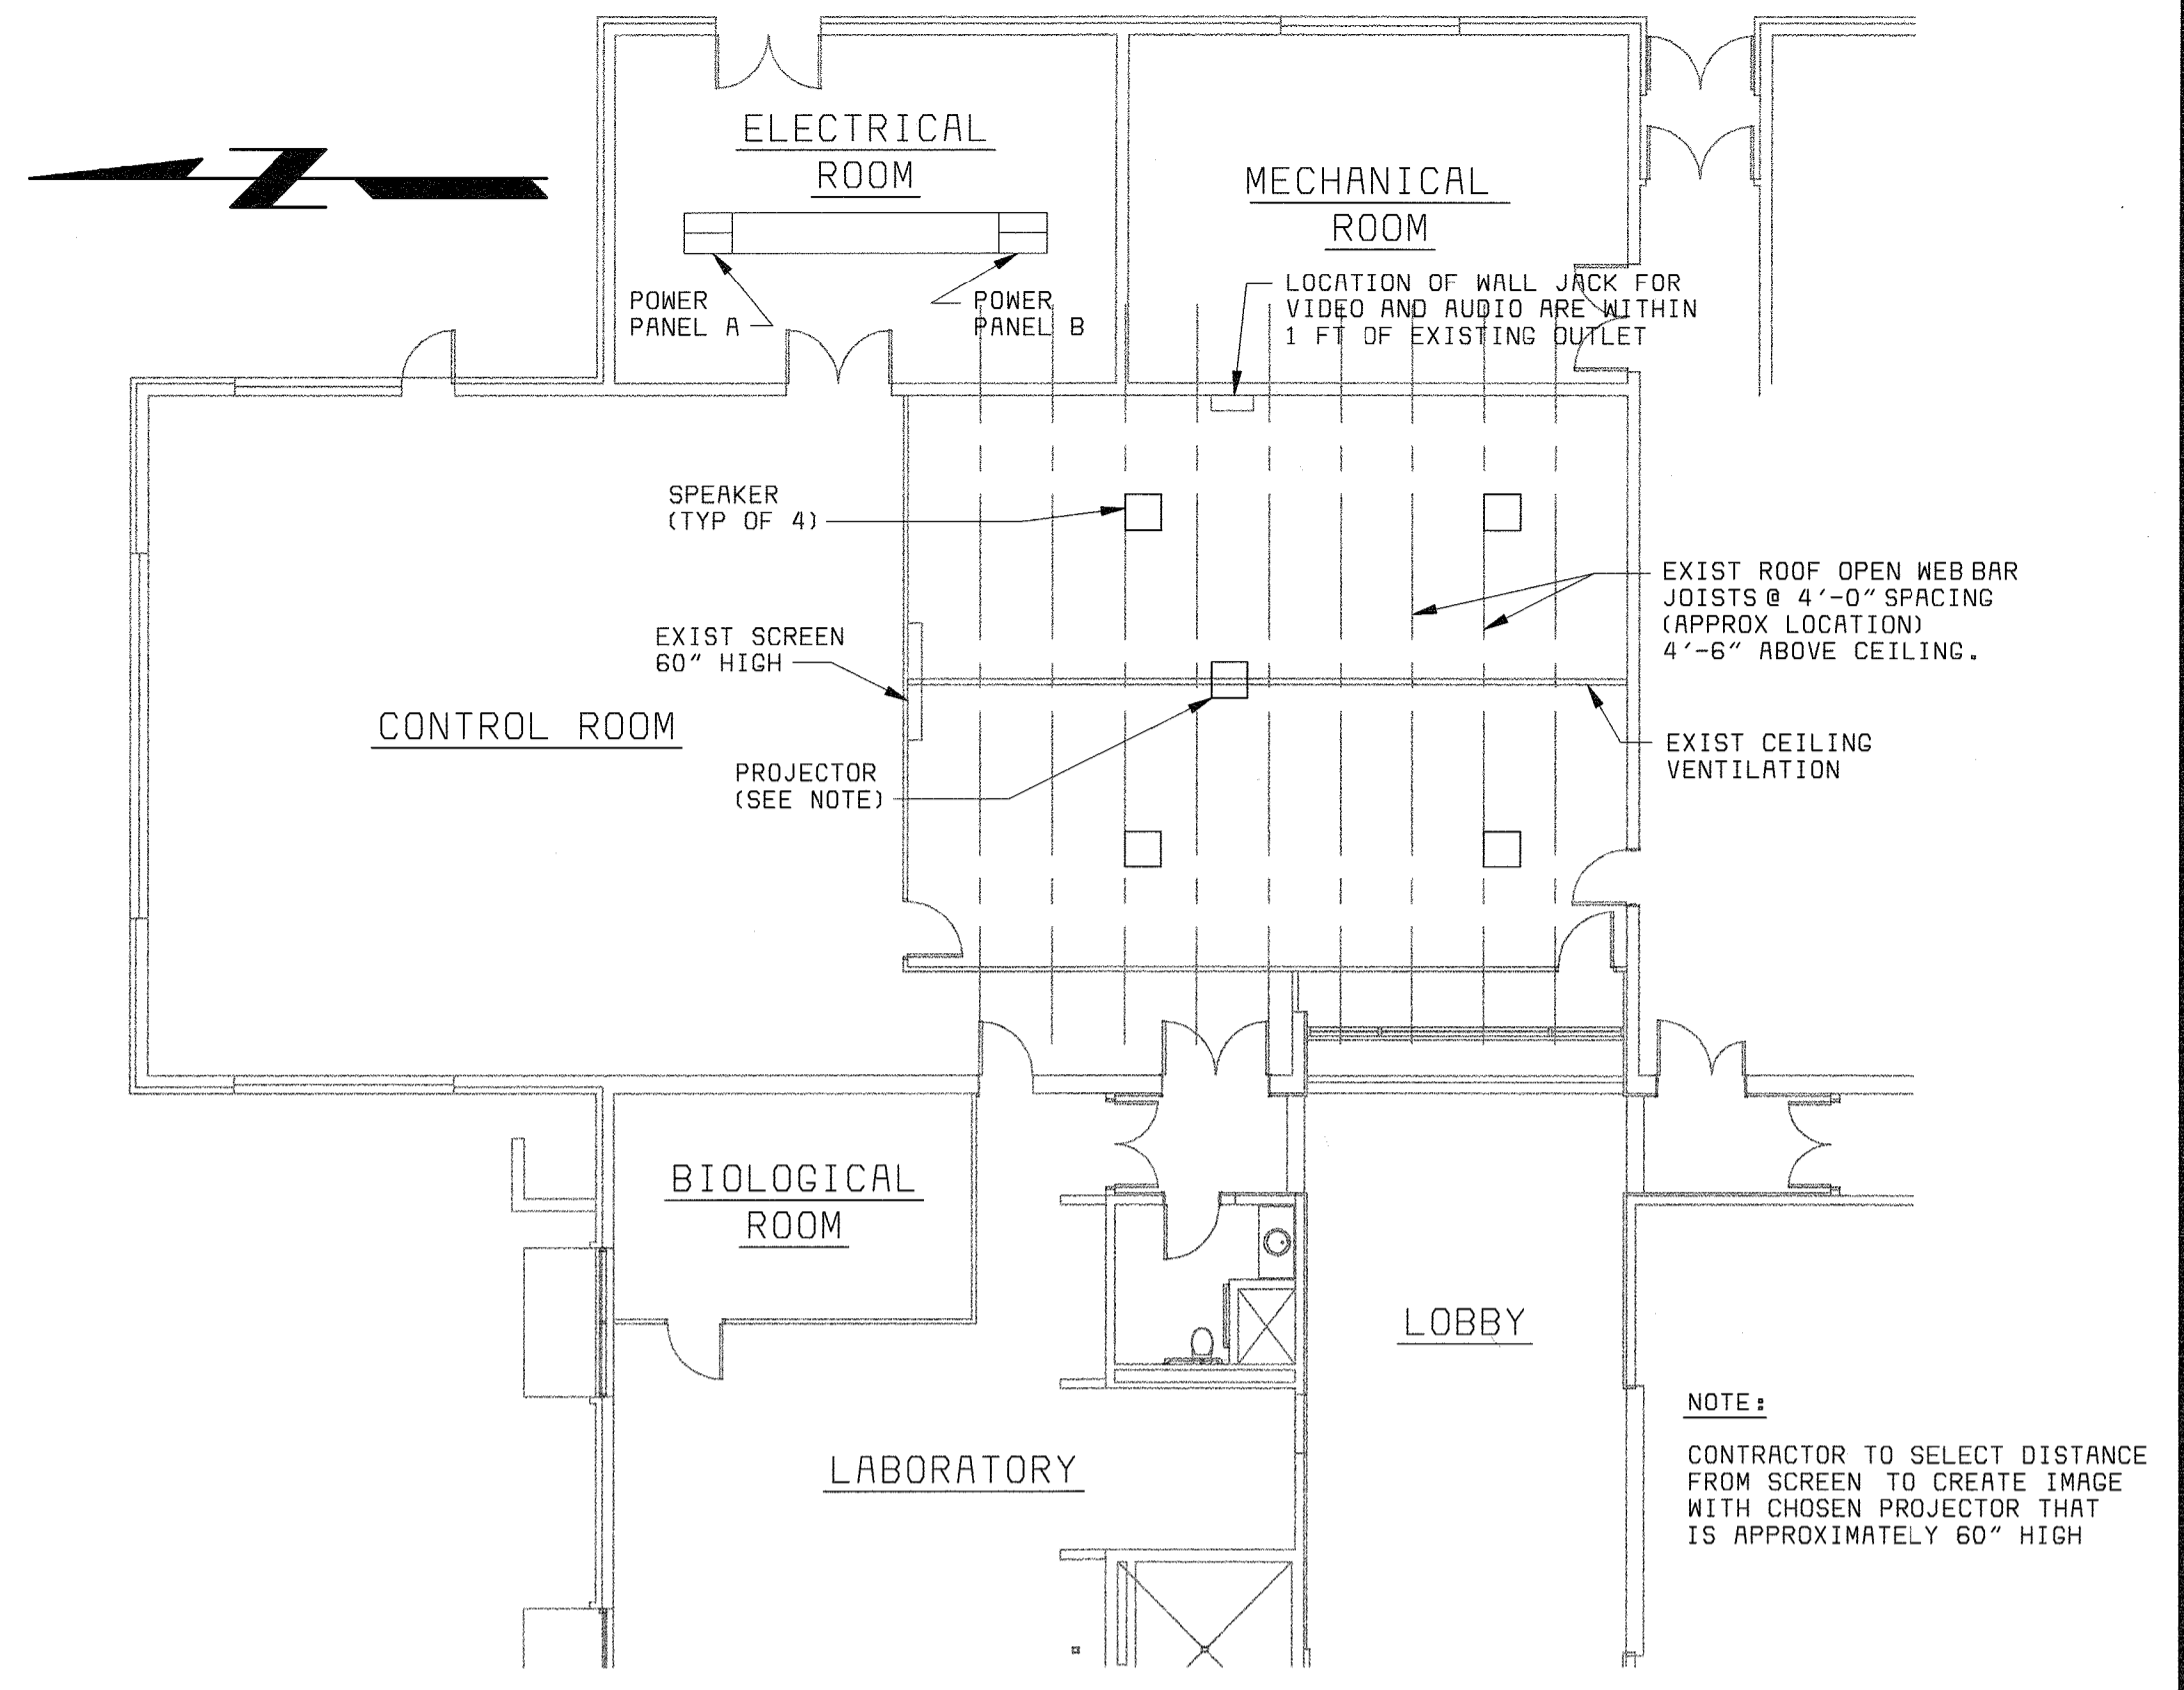 ELECTRICAL
ROOM
MECHANICAL
ROOM
POWER
PANEL A
POWER
PANEL B
LOCATION OF WALL JACK FOR
VIDEO AND AUDIO ARE WITHIN
1 FT OF EXISTING OUTLET
SPEAKER
(TYP OF 4)
EXIST ROOF OPEN WEB BAR
JOISTS @ 4'-0" SPACING
(APPROX LOCATION)
4'-6" ABOVE CEILING.
EXIST SCREEN
60" HIGH
CONTROL ROOM
PROJECTOR
(SEE NOTE)
EXIST CEILING
VENTILATION
BIOLOGICAL
ROOM
LOBBY
LABORATORY
NOTE:
CONTRACTOR TO SELECT DISTANCE
FROM SCREEN TO CREATE IMAGE
WITH CHOSEN PROJECTOR THAT
IS APPROXIMATELY 60" HIGH